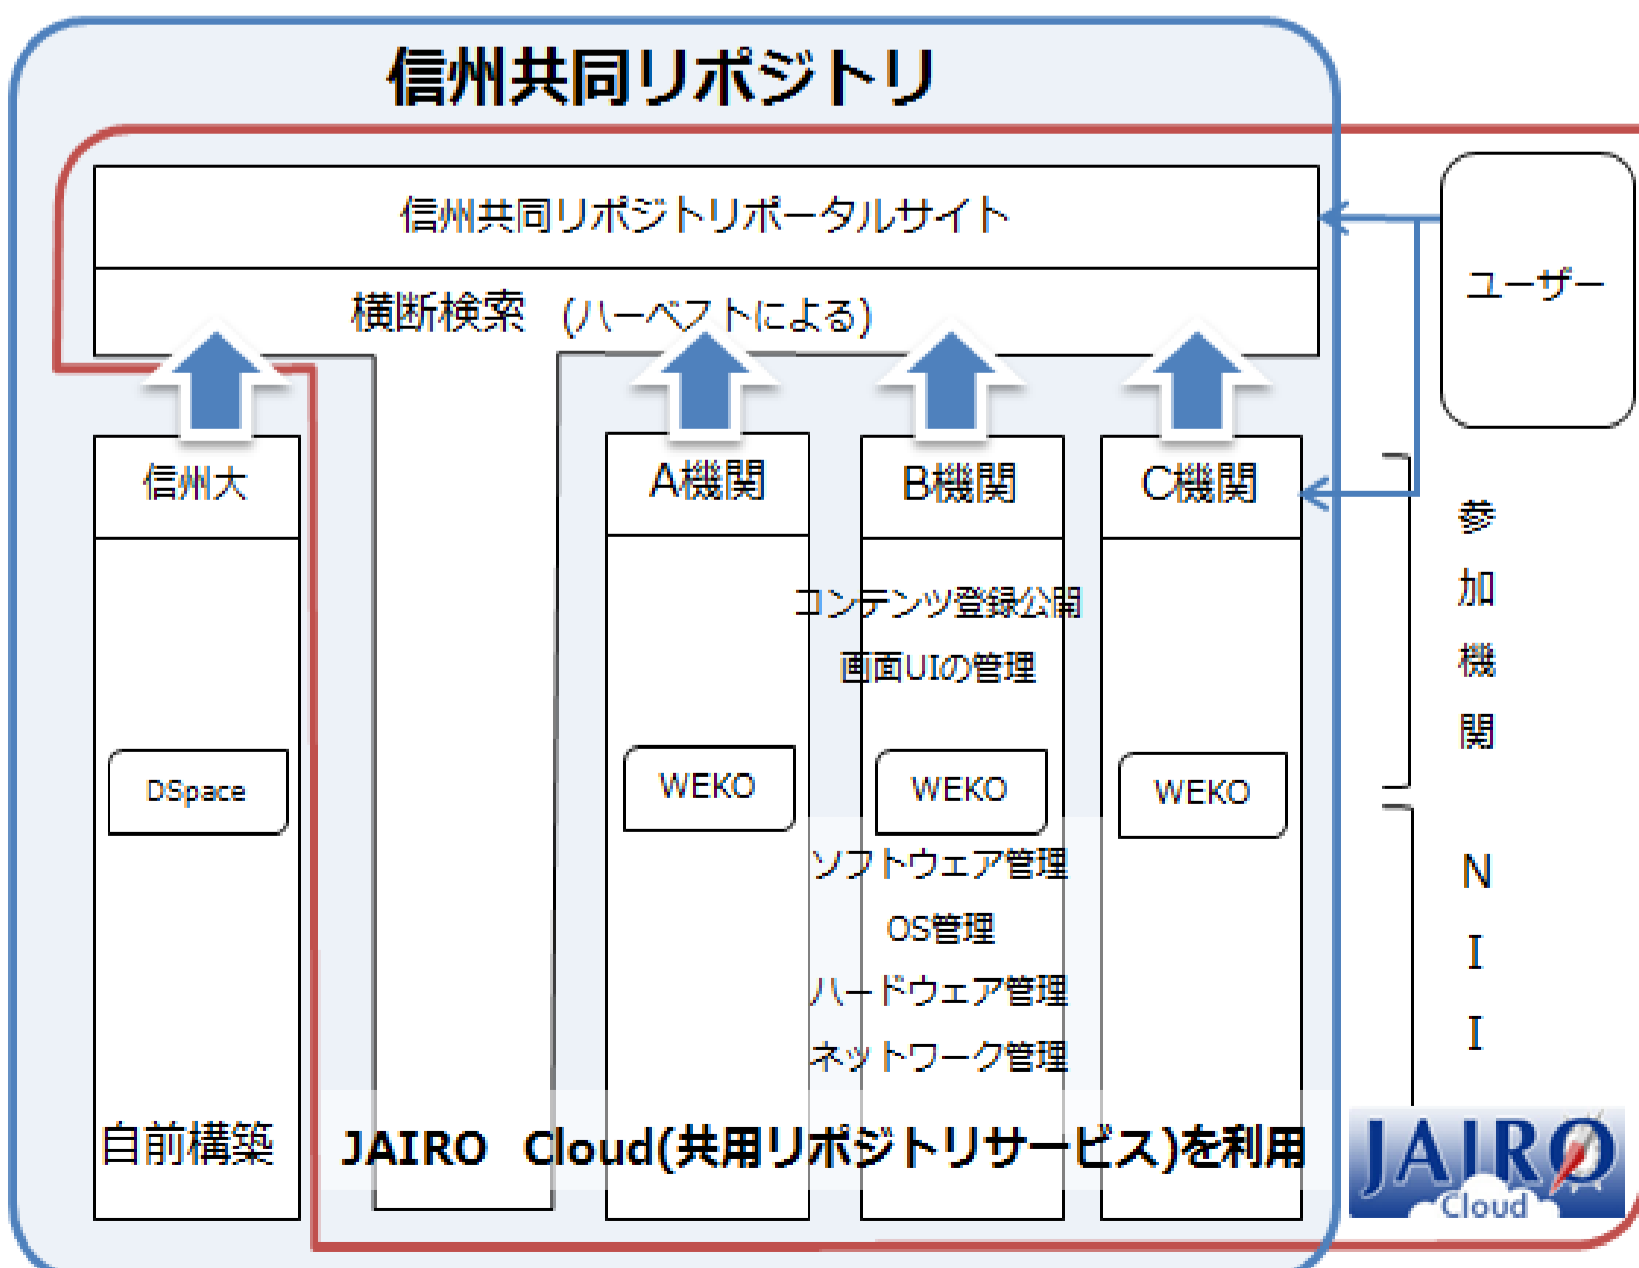 信州共同リポジトリ
信州共同リポジトリポータルサイト
横断検索 (ハーベストによる)
ユーザー
信州大
A機関
B機関
C機関
コンテンツ登録公開
画面UIの管理
DSpace
WEKO
WEKO
WEKO
ソフトウェア管理
OS管理
ハードウェア管理
ネットワーク管理
自前構築
JAIRO Cloud(共用リポジトリサービス)を利用
参加機関
NII
JAIRO
Cloud